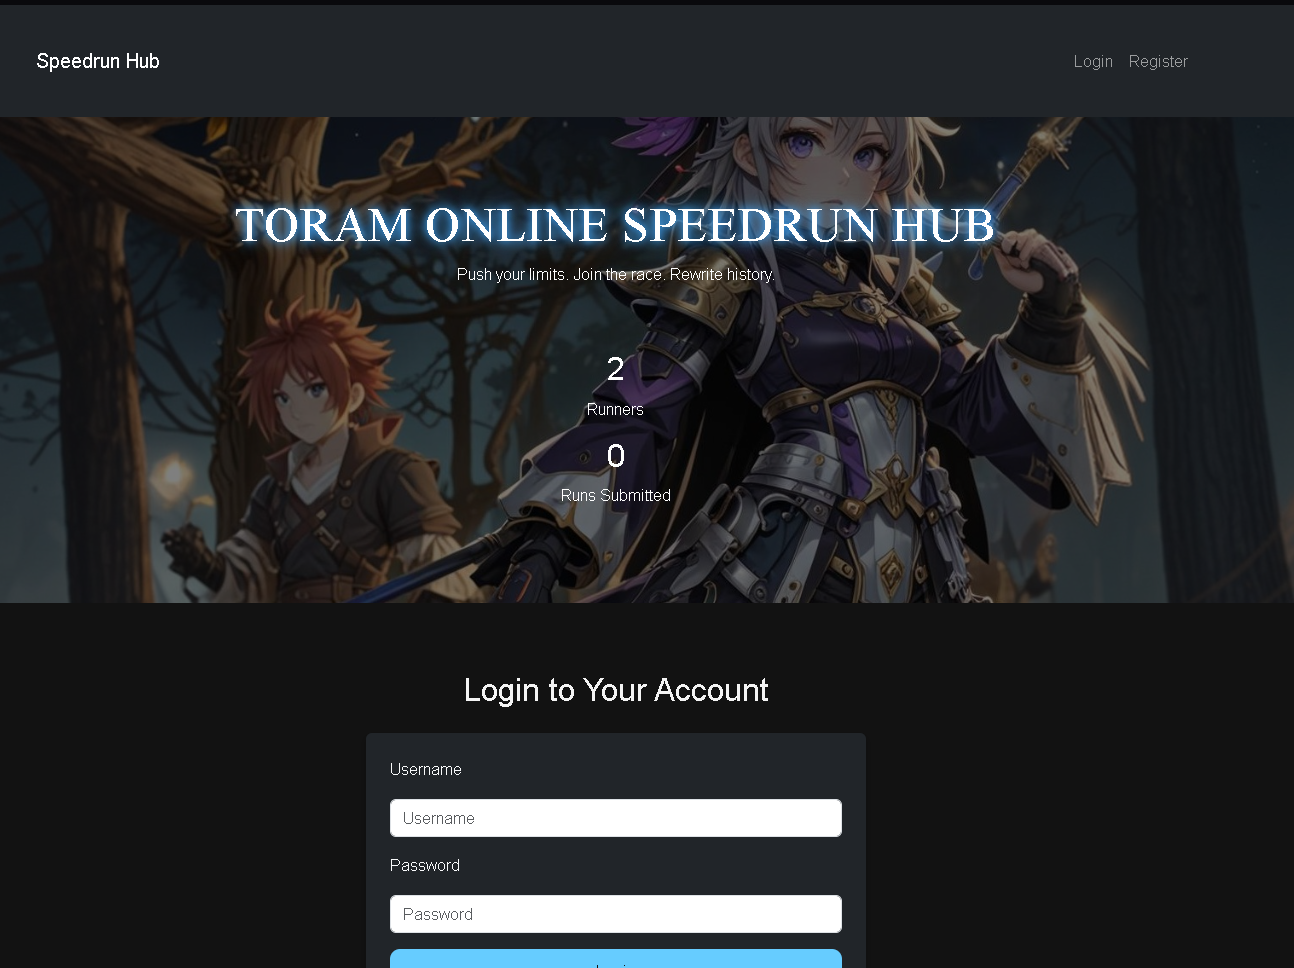 Speedrun Hub
Login Register
TORAM ONLINE SPEEDRUN HUB
Push your limits. Join the race. Rewrite history.
2
Runners
0
Runs Submitted
Login to Your Account
Username
Username
Password
Password